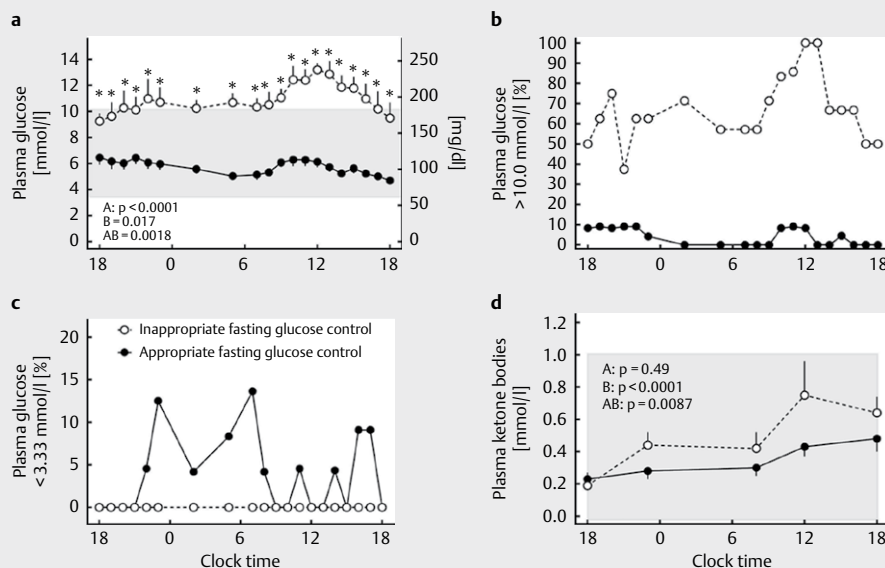 a
Plasma glucose
[mmol/l]
14
12
10
8
6
4
2
0
* * * * * * * * * * * * * * * * * * *
250
200
150
100
50
0
[mg/dl]
A: p < 0.0001
B = 0.017
AB = 0.0018
18 0 6 12 18
b
Plasma glucose
> 10.0 mmol/l [%]
100
90
80
70
60
50
40
30
20
10
0
18 0 6 12 18
c
Plasma glucose
< 3.33 mmol/l [%]
20
15
10
5
0
Inappropriate fasting glucose control
Appropriate fasting glucose control
18 0 6 12 18
Clock time
d
Plasma ketone bodies
[mmol/l]
1.2
1.0
0.8
0.6
0.4
0.2
0.0
A: p = 0.49
B: p < 0.0001
AB: p = 0.0087
18 0 6 12 18
Clock time